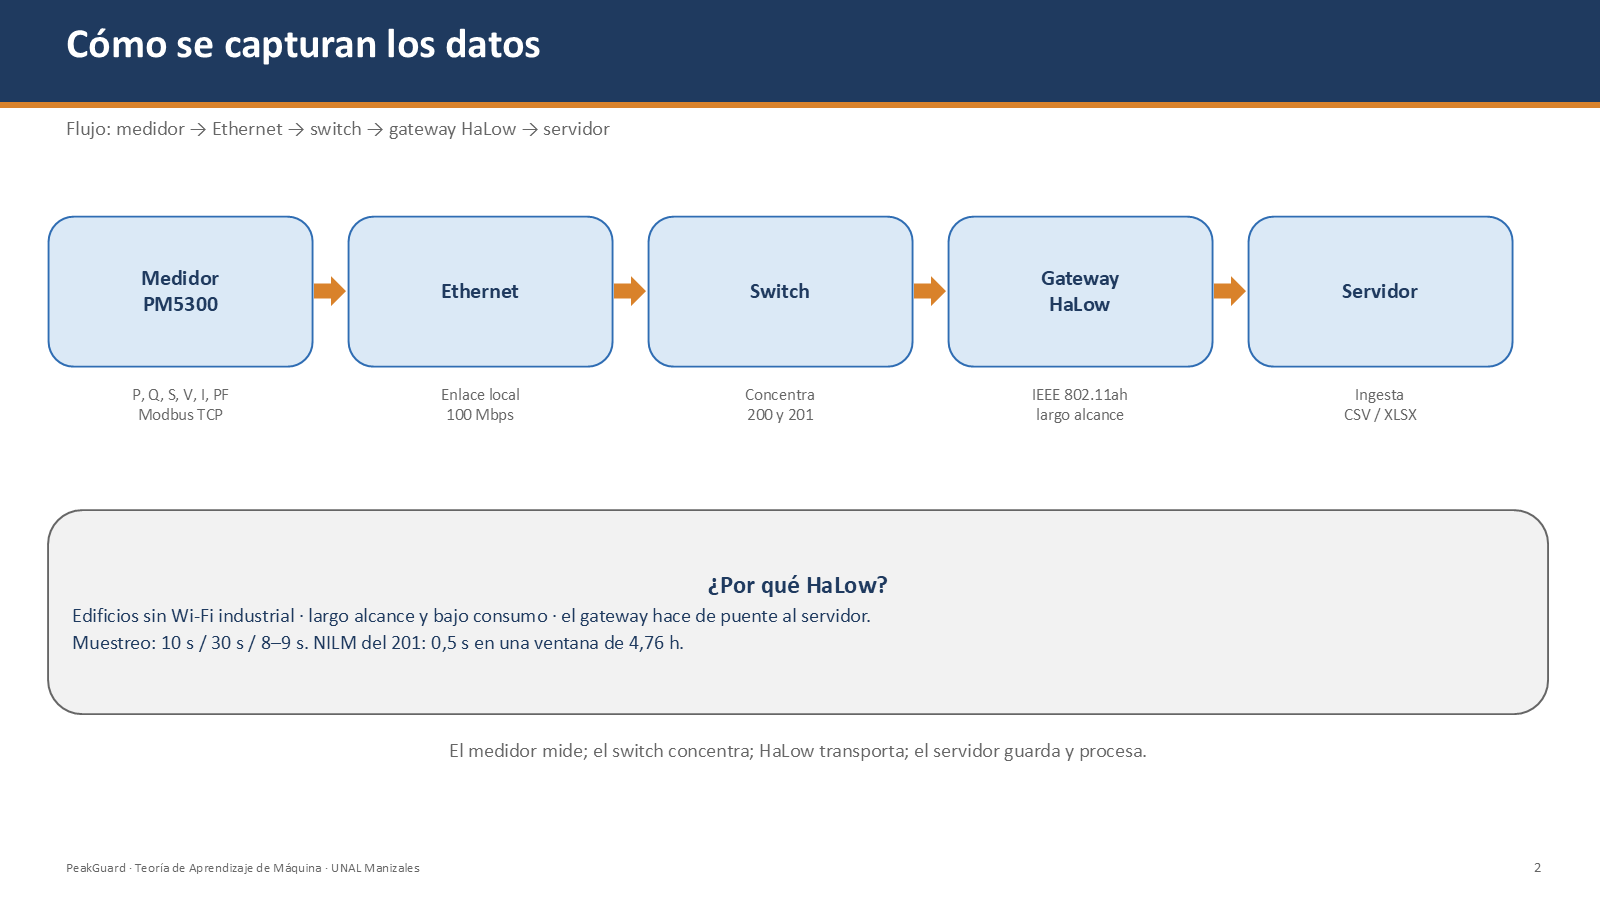 Cómo se capturan los datos
Flujo: medidor → Ethernet → switch → gateway HaLow → servidor
Medidor
PM5300
Ethernet
Switch
Gateway
HaLow
Servidor
P, Q, S, V, I, PF
Modbus TCP
Enlace local
100 Mbps
Concentra
200 y 201
IEEE 802.11ah
largo alcance
Ingesta
CSV / XLSX
¿Por qué HaLow?
Edificios sin Wi-Fi industrial · largo alcance y bajo consumo · el gateway hace de puente al servidor.
Muestreo: 10 s / 30 s / 8–9 s. NILM del 201: 0,5 s en una ventana de 4,76 h.
El medidor mide; el switch concentra; HaLow transporta; el servidor guarda y procesa.
PeakGuard · Teoría de Aprendizaje de Máquina · UNAL Manizales
2